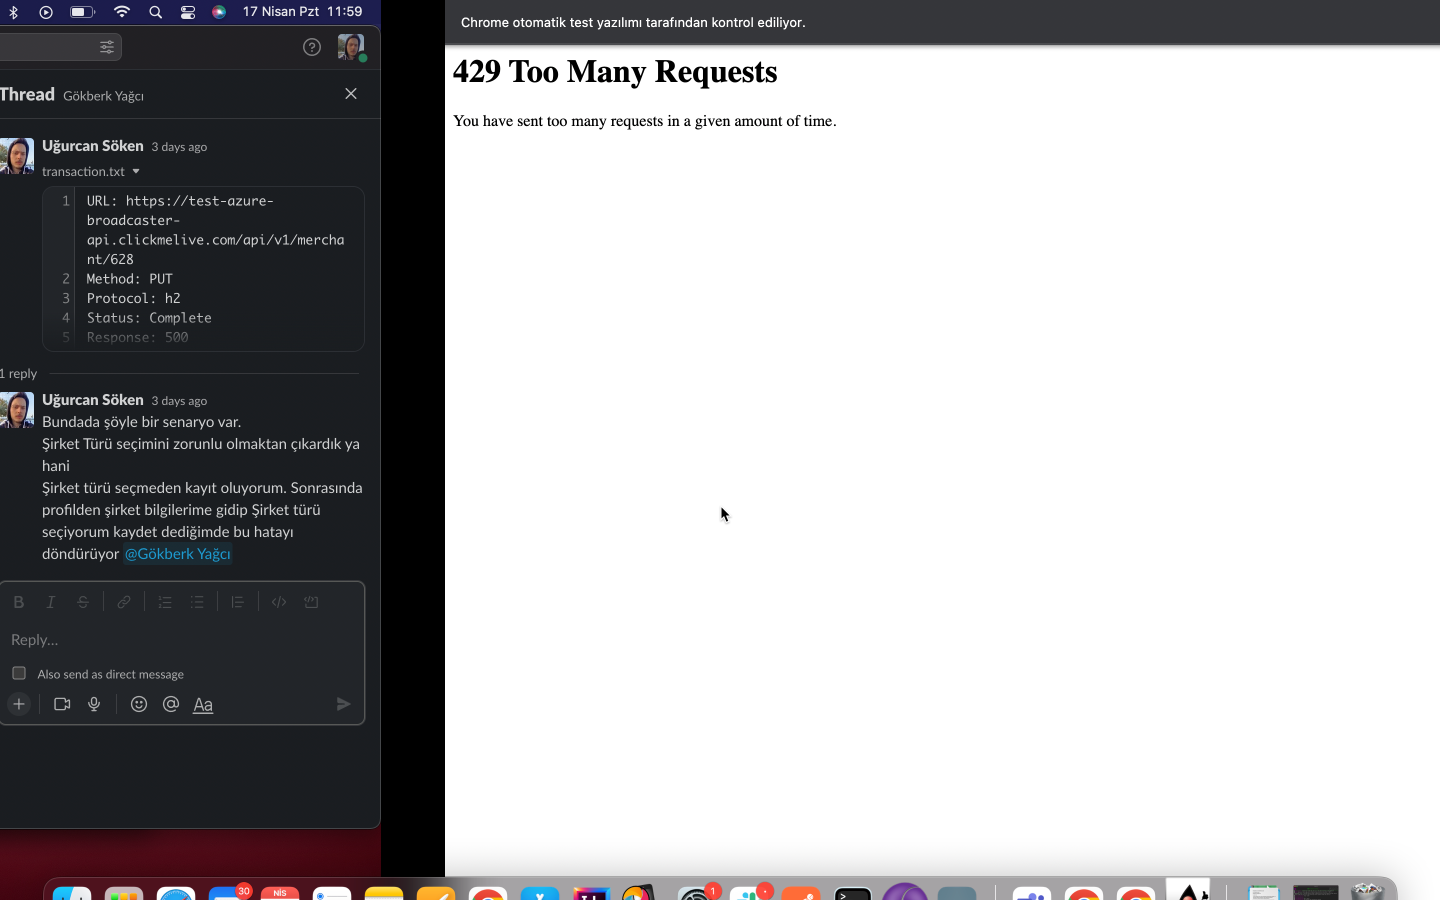 17 Nisan Pzt 11:59
Thread Gökberk Yağcı
Uğurcan Söken 3 days ago
transaction.txt
1 URL: https://test-azure-
broadcaster-
api.clickmelive.com/api/v1/mercha
nt/628
2 Method: PUT
3 Protocol: h2
4 Status: Complete
5 Response: 500
1 reply
Uğurcan Söken 3 days ago
Bundada şöyle bir senaryo var.
Şirket Türü seçimini zorunlu olmaktan çıkardık ya
hani
Şirket türü seçmeden kayıt oluyorum. Sonrasında
profilden şirket bilgilerime gidip Şirket türü
seçiyorum kaydet dediğimde bu hatayı
döndürüyor @Gökberk Yağcı
B I S
Reply...
Also send as direct message
Aa
Chrome otomatik test yazılımı tarafından kontrol ediliyor.
429 Too Many Requests
You have sent too many requests in a given amount of time.
30
NİS
1